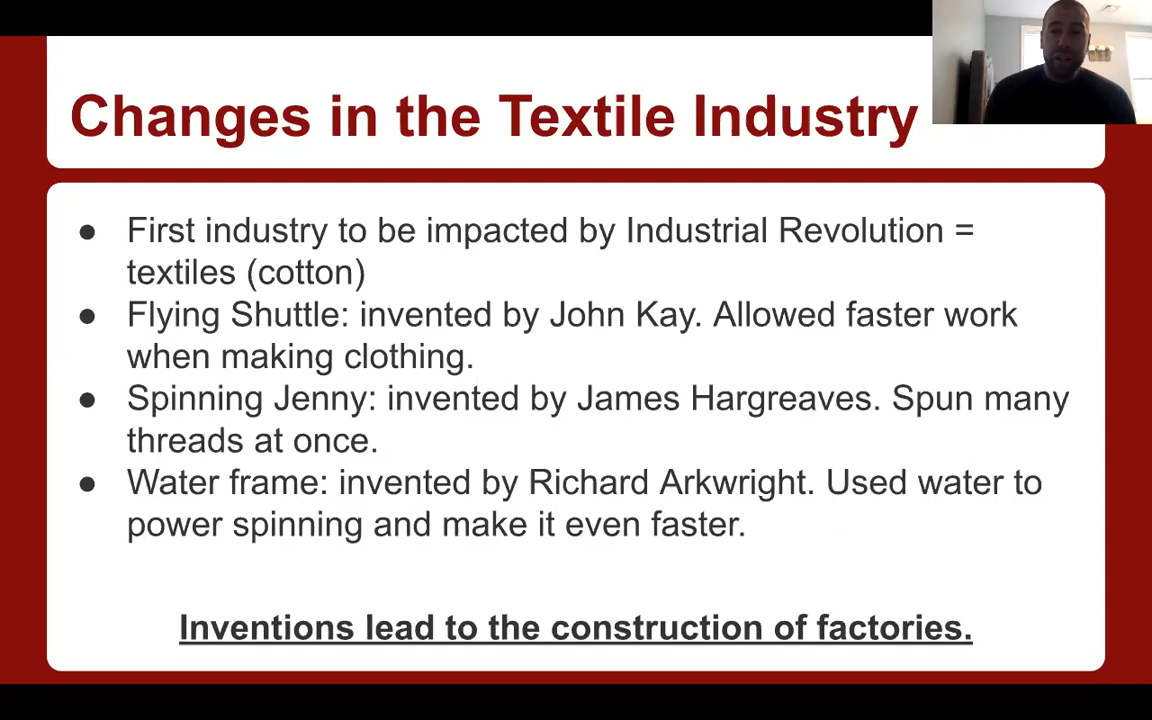 Changes in the Textile Industry
● First industry to be impacted by Industrial Revolution =
textiles (cotton)
● Flying Shuttle: invented by John Kay. Allowed faster work
when making clothing.
● Spinning Jenny: invented by James Hargreaves. Spun many
threads at once.
● Water frame: invented by Richard Arkwright. Used water to
power spinning and make it even faster.
Inventions lead to the construction of factories.